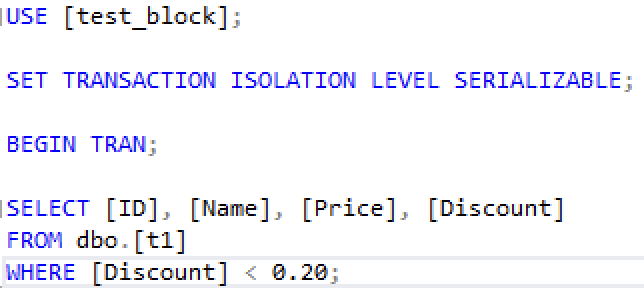 USE [test_block];
SET TRANSACTION ISOLATION LEVEL SERIALIZABLE;
BEGIN TRAN;
SELECT [ID], [Name], [Price], [Discount]
FROM dbo.[t1]
WHERE [Discount] < 0.20;